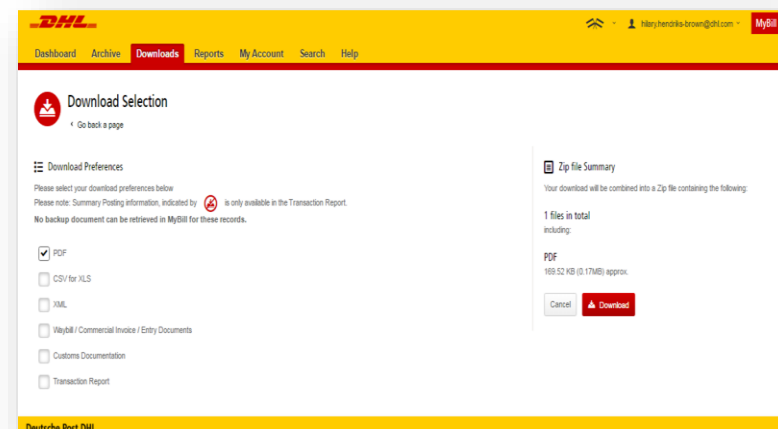 DHL
hilary.hendriks-brown@dhl.com
MyBill
Dashboard Archive Downloads Reports My Account Search Help
Download Selection
Go back a page
Download Preferences
Please select your download preferences below
Please note: Summary Posting information, indicated by is only available in the Transaction Report.
No backup document can be retrieved in MyBill for these records.
PDF
CSV for XLS
XML
Waybill / Commercial Invoice / Entry Documents
Customs Documentation
Transaction Report
Zip file Summary
Your download will be combined into a Zip file containing the following:
1 files in total
including:
PDF
169.52 KB (0.17MB) approx.
Cancel Download
Deutsche Post DHL